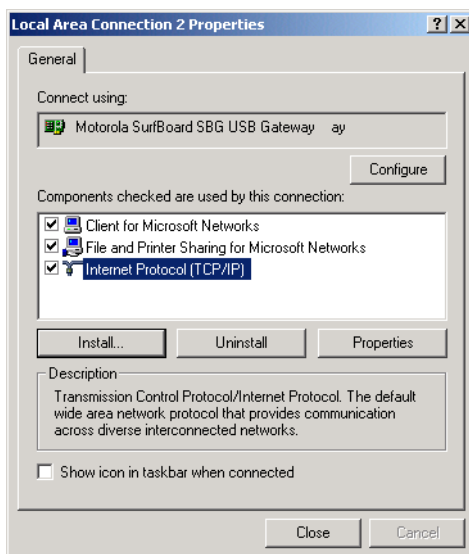 Local Area Connection 2 Properties
General
Connect using:
Motorola SurfBoard SBG USB Gateway ay
Configure
Components checked are used by this connection:
Client for Microsoft Networks
File and Printer Sharing for Microsoft Networks
Internet Protocol (TCP/IP)
Install... Uninstall Properties
Description
Transmission Control Protocol/Internet Protocol. The default
wide area network protocol that provides communication
across diverse interconnected networks.
Show icon in taskbar when connected
Close Cancel